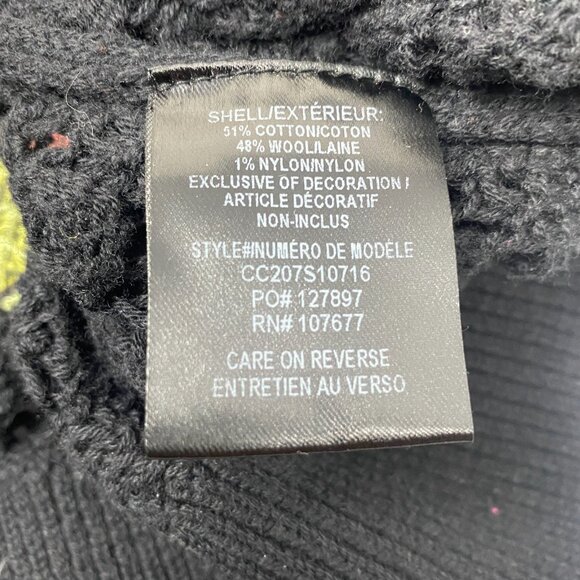 SHELL/EXTÉRIEUR:
51% COTTON/COTON
48% WOOL/LAINE
1% NYLON/NYLON
EXCLUSIVE OF DECORATION /
ARTICLE DÉCORATIF
NON-INCLUS
STYLE#/NUMÉRO DE MODÈLE
CC207S10716
PO# 127897
RN# 107677
CARE ON REVERSE
ENTRETIEN AU VERSO